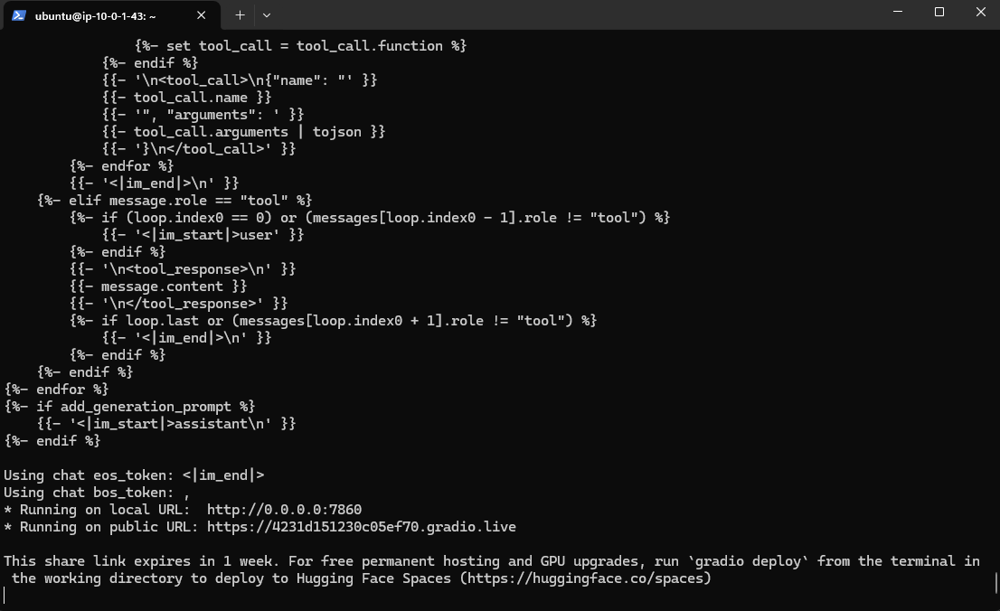 ubuntu@ip-10-0-1-43: ~
                {%- set tool_call = tool_call.function %}
            {%- endif %}
            {{- '\n<tool_call>\n{"name": "' }}
            {{- tool_call.name }}
            {{- '", "arguments": ' }}
            {{- tool_call.arguments | tojson }}
            {{- '}\n</tool_call>' }}
        {%- endfor %}
        {{- '<|im_end|>\n' }}
    {%- elif message.role == "tool" %}
        {%- if (loop.index0 == 0) or (messages[loop.index0 - 1].role != "tool") %}
            {{- '<|im_start|>user' }}
        {%- endif %}
        {{- '\n<tool_response>\n' }}
        {{- message.content }}
        {{- '\n</tool_response>' }}
        {%- if loop.last or (messages[loop.index0 + 1].role != "tool") %}
            {{- '<|im_end|>\n' }}
        {%- endif %}
    {%- endif %}
{%- endfor %}
{%- if add_generation_prompt %}
    {{- '<|im_start|>assistant\n' }}
{%- endif %}

Using chat eos_token: <|im_end|>
Using chat bos_token: ,
* Running on local URL:  http://0.0.0.0:7860
* Running on public URL: https://4231d151230c05ef70.gradio.live

This share link expires in 1 week. For free permanent hosting and GPU upgrades, run `gradio deploy` from the terminal in
 the working directory to deploy to Hugging Face Spaces (https://huggingface.co/spaces)